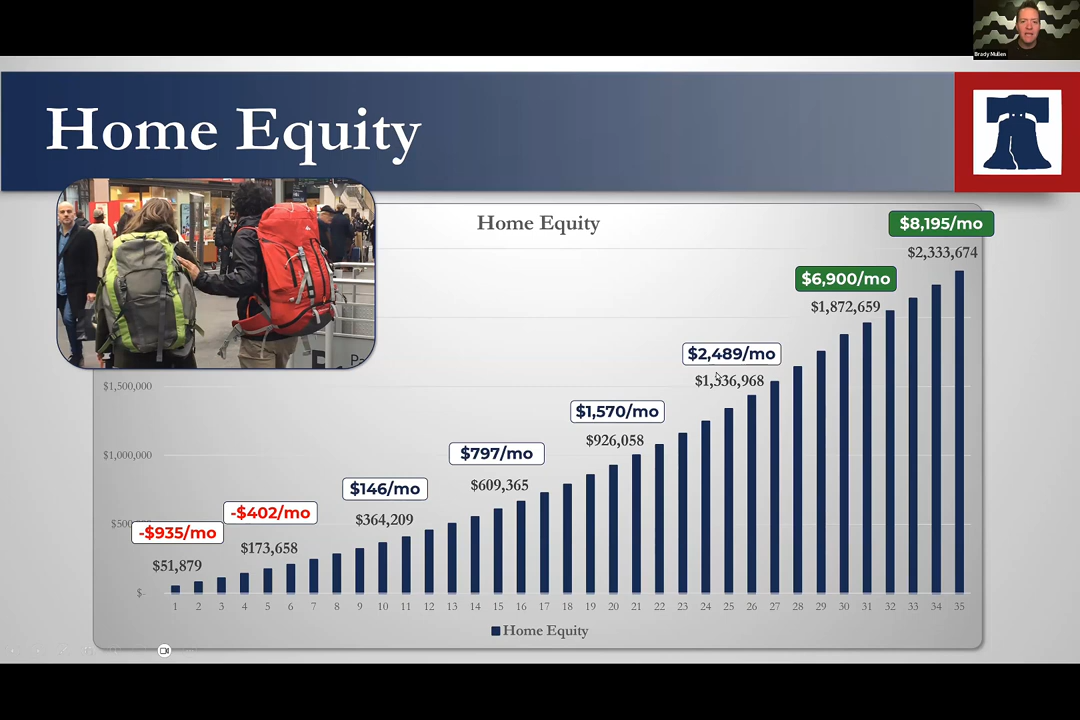 Brady Mullen
Home Equity
Home Equity
$8,195/mo
$2,333,674
$6,900/mo
$1,872,659
$2,489/mo
$1,336,968
$1,500,000
$1,570/mo
$926,058
$1,000,000
$797/mo
$609,365
$146/mo
$364,209
-$402/mo
$173,658
-$935/mo
$51,879
$-
1 2 3 4 5 6 7 8 9 10 11 12 13 14 15 16 17 18 19 20 21 22 23 24 25 26 27 28 29 30 31 32 33 34 35
Home Equity